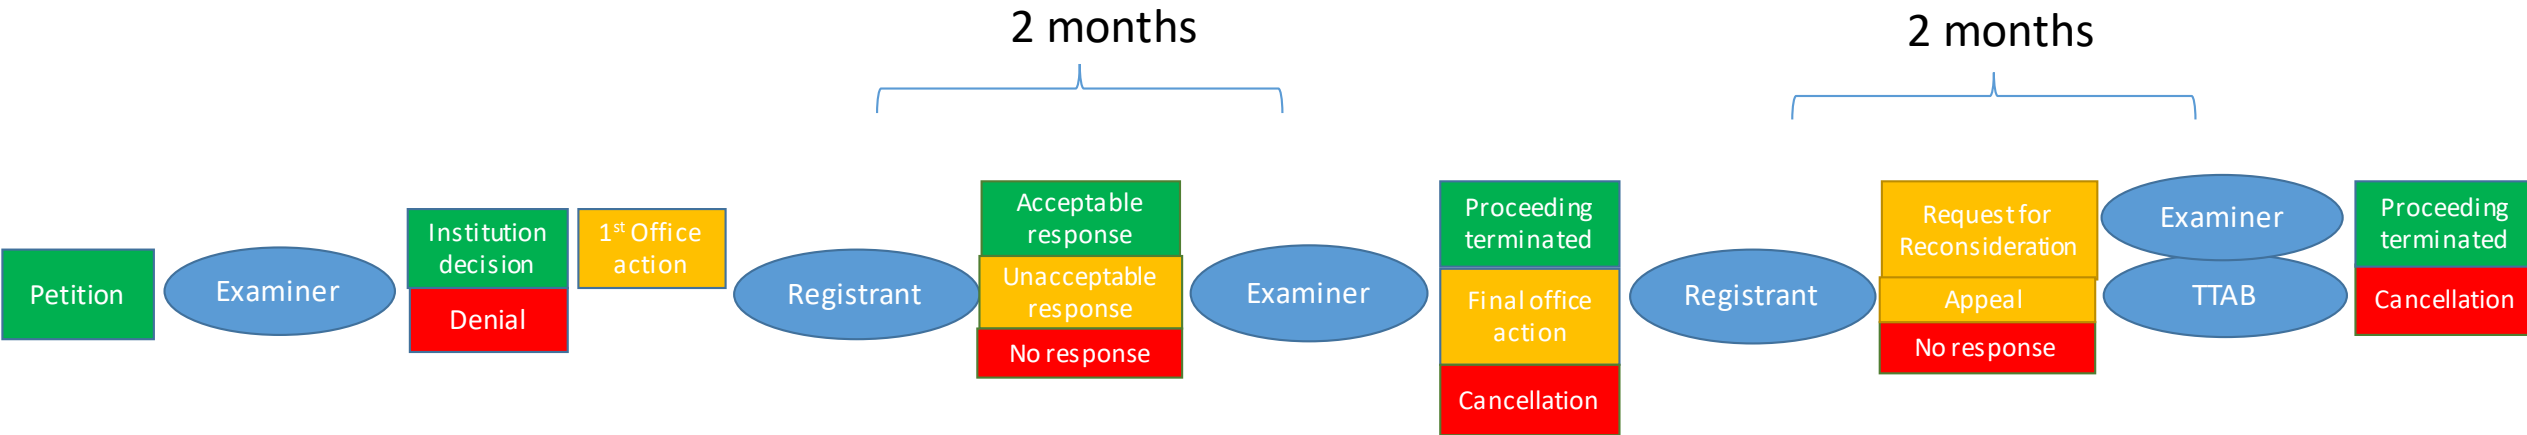 2 months
2 months
Petition
Examiner
Institution
decision
Denial
1st Office
action
Registrant
Acceptable
response
Unacceptable
response
No response
Examiner
Proceeding
terminated
Final office
action
Cancellation
Registrant
Request for
Reconsideration
Appeal
No response
Examiner
TTAB
Proceeding
terminated
Cancellation